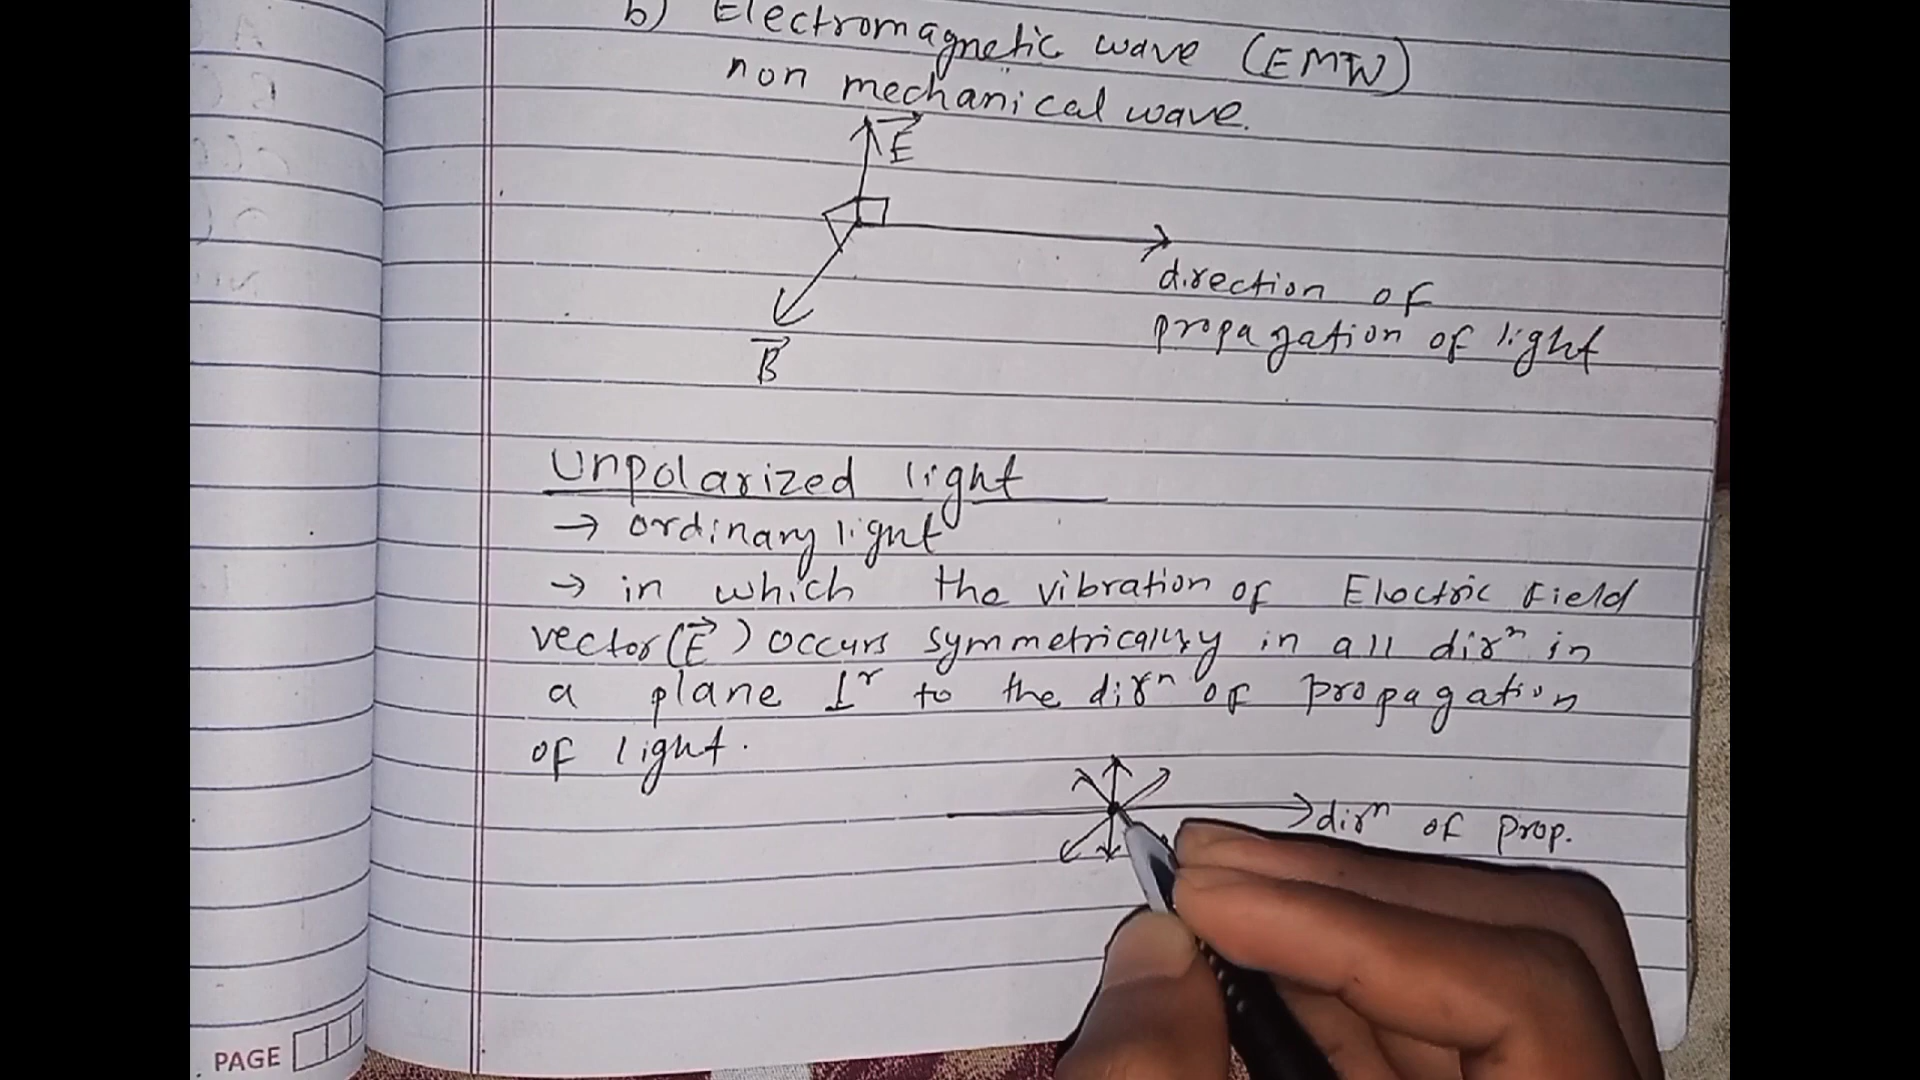 b) Electromagnetic wave (EMW)
non mechanical wave.
E
direction of
propagation of light
B
Unpolarized light
→ ordinary light
→ in which the vibration of Electric field
vector (E) occurs symmetrically in all dirⁿ in
a plane ⊥ʳ to the dirⁿ of propagation
of light.
dirⁿ of prop.
PAGE